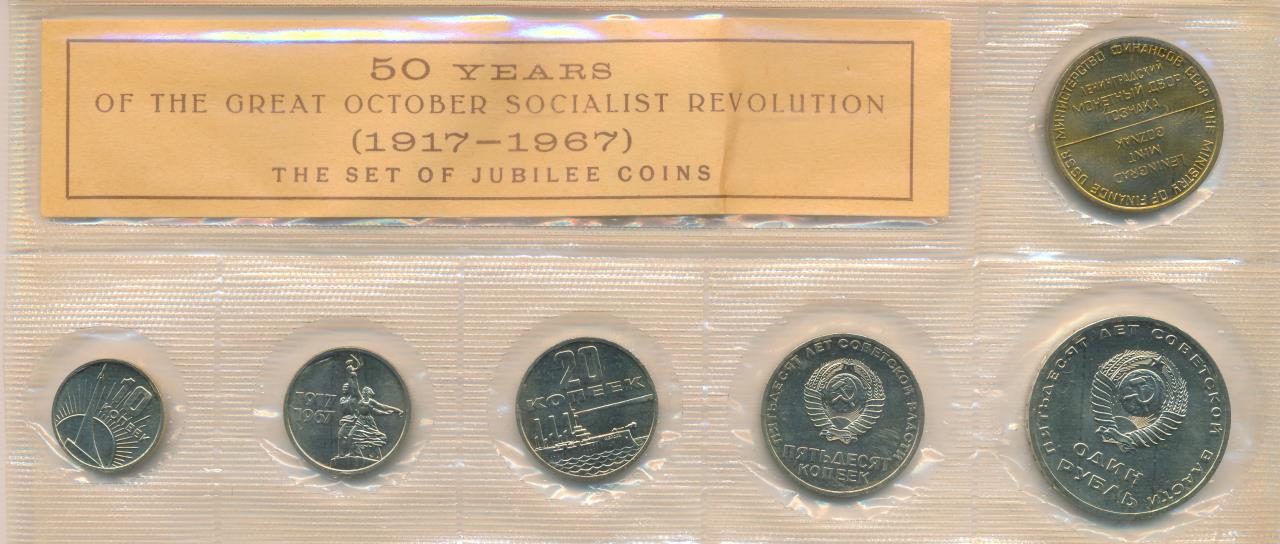 50 YEARS
OF THE GREAT OCTOBER SOCIALIST REVOLUTION
(1917–1967)
THE SET OF JUBILEE COINS
МИНИСТЕРСТВО ФИНАНСОВ СССР
ЛЕНИНГРАДСКИЙ
МОНЕТНЫЙ ДВОР
ГОЗНАКА
THE MINISTRY OF FINANCE USSR
LENINGRAD
MINT
GOZNAK
10
КОПЕЕК
1917
1967
20
КОПЕЕК
ПЯТЬДЕСЯТ ЛЕТ СОВЕТСКОЙ ВЛАСТИ
ПЯТЬДЕСЯТ
КОПЕЕК
ПЯТЬДЕСЯТ ЛЕТ СОВЕТСКОЙ ВЛАСТИ
ОДИН
РУБЛЬ